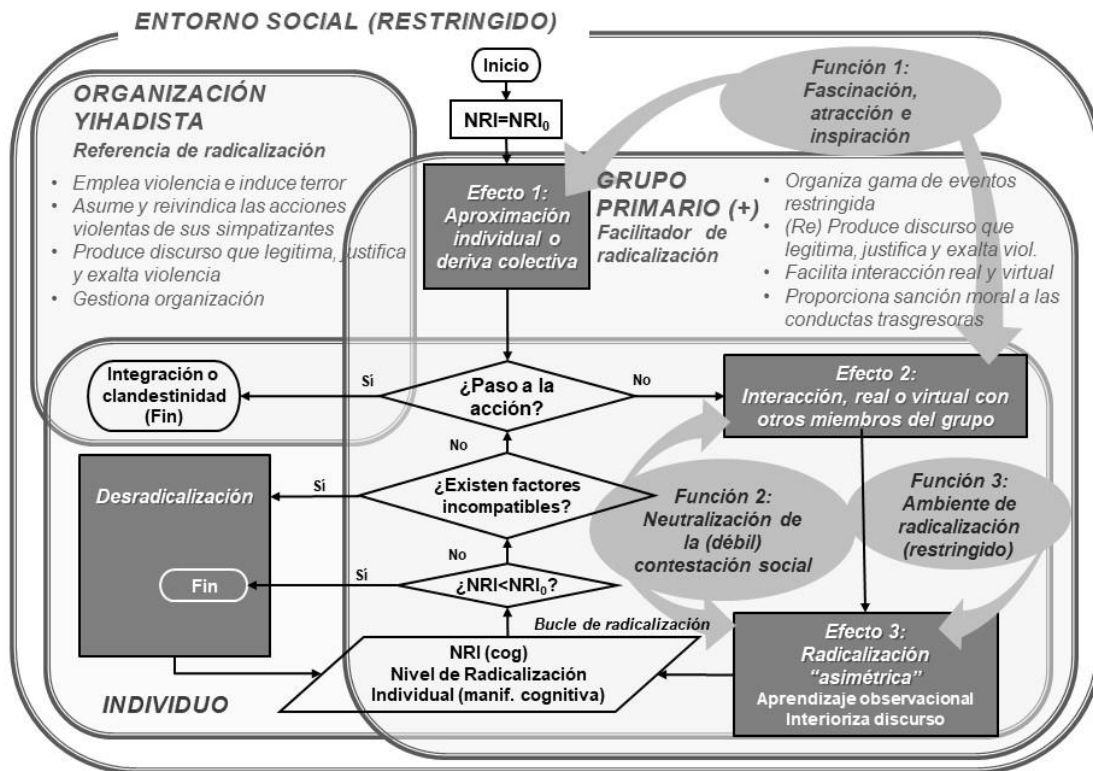 ENTORNO SOCIAL (RESTRINGIDO)
Inicio
NRI=NRI₀
Función 1:
Fascinación,
atracción e
inspiración
ORGANIZACIÓN
YIHADISTA
Referencia de radicalización
• Emplea violencia e induce terror
• Asume y reivindica las acciones
violentas de sus simpatizantes
• Produce discurso que legitima, justifica
y exalta violencia
• Gestiona organización
Efecto 1:
Aproximación
individual o
deriva colectiva
GRUPO
PRIMARIO (+)
Facilitador de
radicalización
• Organiza gama de eventos
restringida
• (Re) Produce discurso que
legitima, justifica y exalta viol.
• Facilita interacción real y virtual
• Proporciona sanción moral a las
conductas trasgresoras
Integración o
clandestinidad
(Fin)
Sí
¿Paso a la
acción?
No
Efecto 2:
Interacción, real o virtual con
otros miembros del grupo
No
Desradicalización
Sí
¿Existen factores
incompatibles?
Función 2:
Neutralización de
la (débil)
contestación social
Función 3:
Ambiente de
radicalización
(restringido)
No
Fin
Sí
¿NRI<NRI₀?
Bucle de radicalización
NRI (cog)
Nivel de Radicalización
Individual (manif. cognitiva)
Efecto 3:
Radicalización
“asimétrica”
Aprendizaje observacional
Interioriza discurso
INDIVIDUO